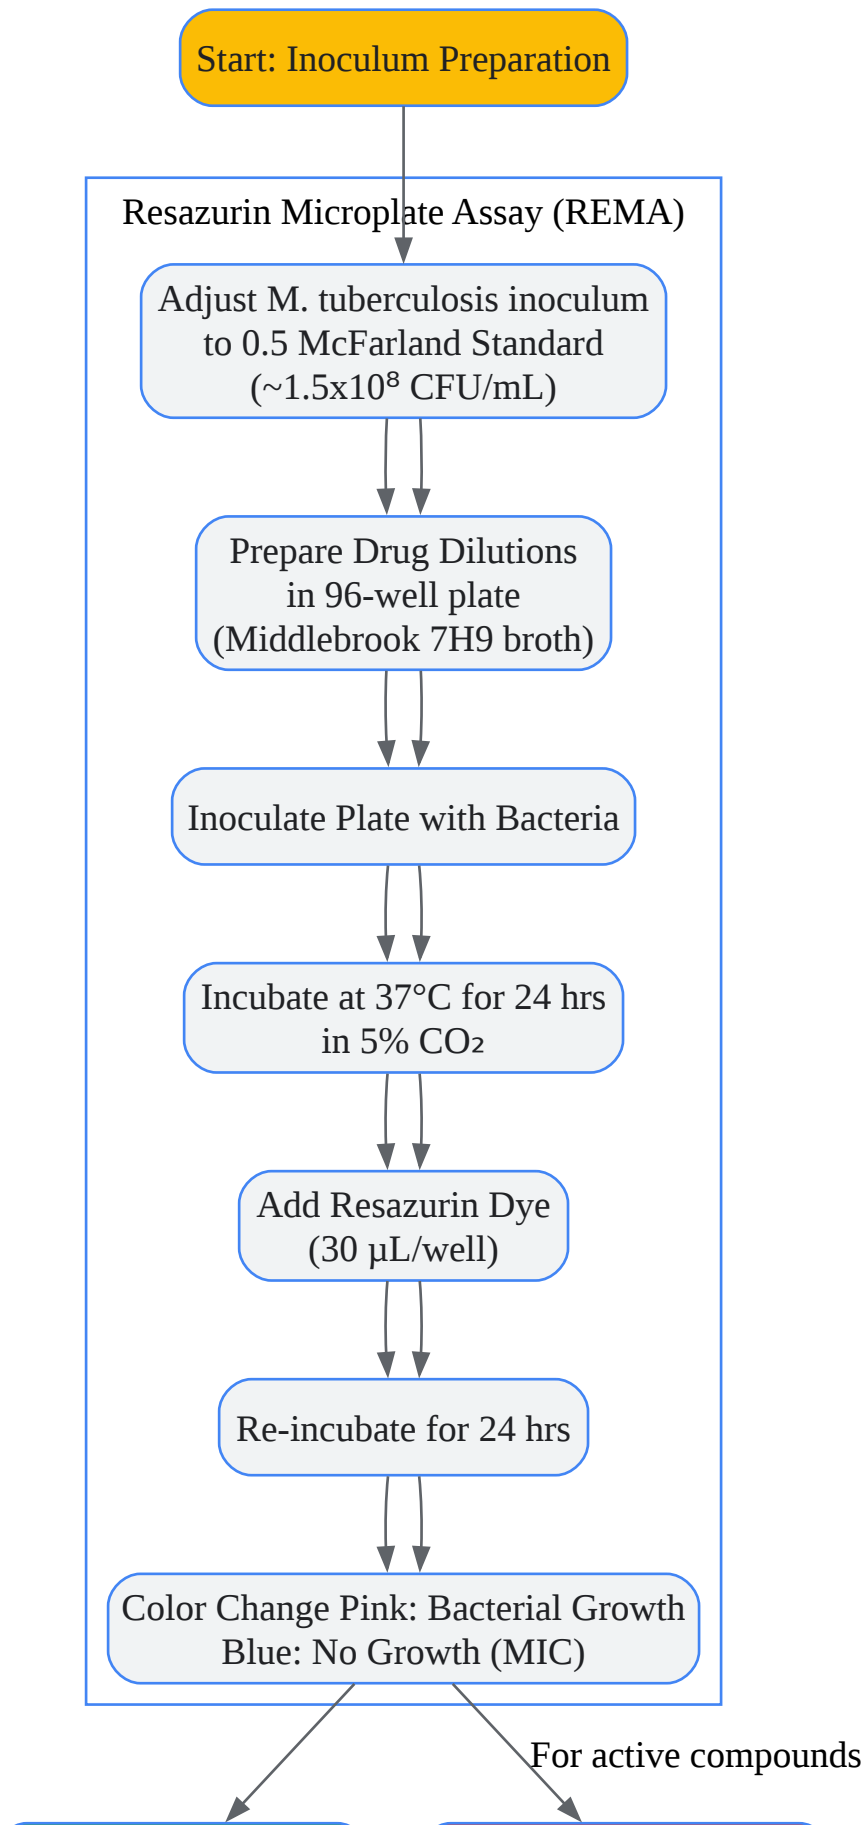 Start: Inoculum Preparation
Resazurin Microplate Assay (REMA)
Adjust M. tuberculosis inoculum
to 0.5 McFarland Standard
(~1.5x10⁸ CFU/mL)
Prepare Drug Dilutions
in 96-well plate
(Middlebrook 7H9 broth)
Inoculate Plate with Bacteria
Incubate at 37°C for 24 hrs
in 5% CO₂
Add Resazurin Dye
(30 µL/well)
Re-incubate for 24 hrs
Color Change Pink: Bacterial Growth
Blue: No Growth (MIC)
For active compounds